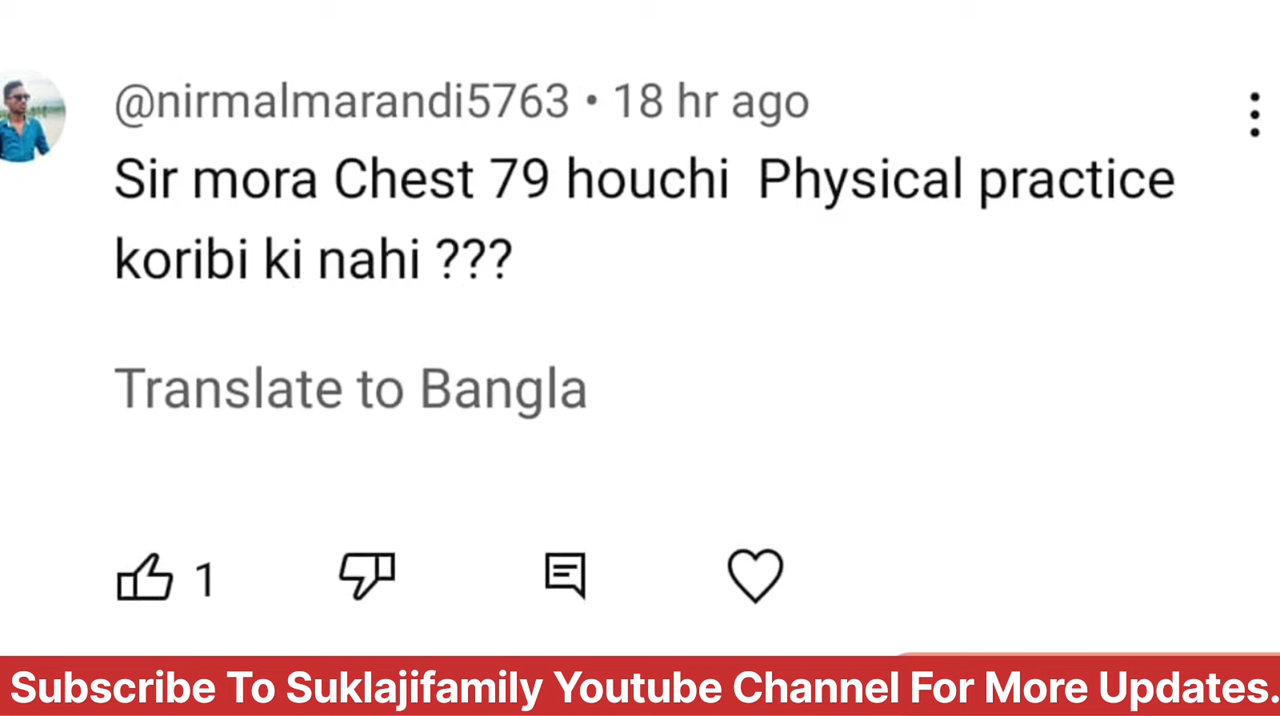 @nirmalmarandi5763 • 18 hr ago
Sir mora Chest 79 houchi Physical practice
koribi ki nahi ???
Translate to Bangla
1
Subscribe To Suklajifamily Youtube Channel For More Updates.